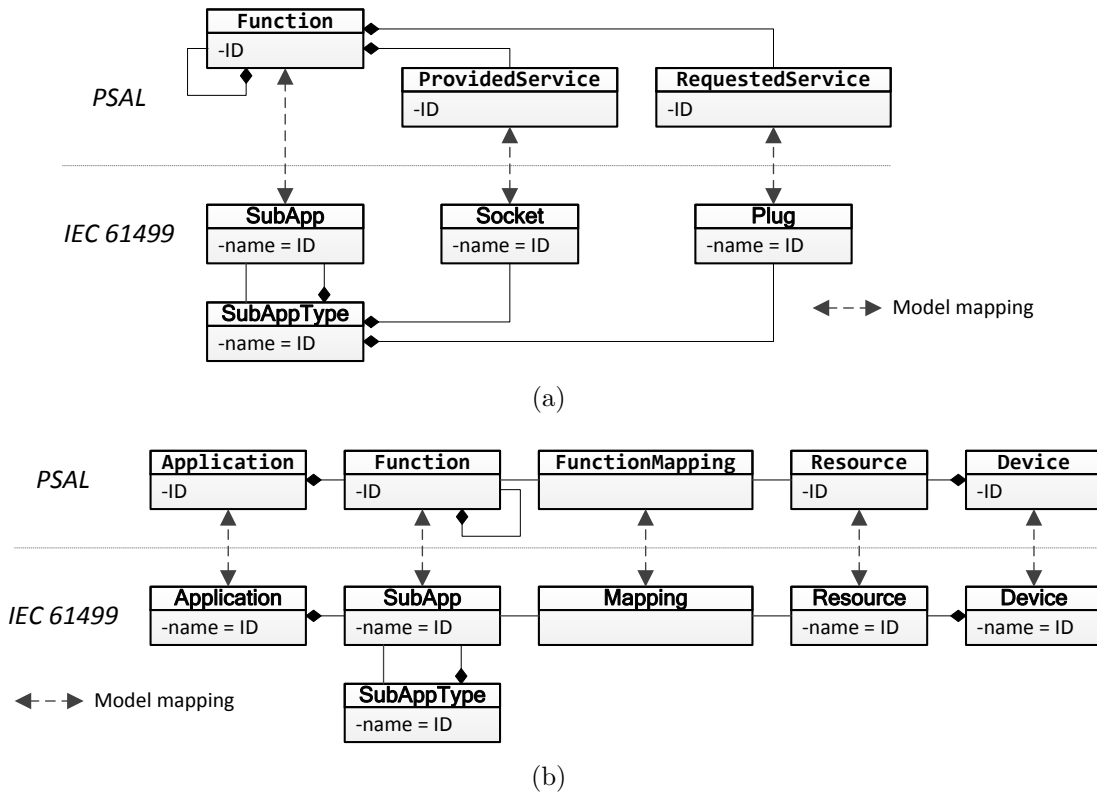 Function
-ID
ProvidedService
-ID
RequestedService
-ID
PSAL
IEC 61499
SubApp
-name = ID
Socket
-name = ID
Plug
-name = ID
SubAppType
-name = ID
Model mapping
(a)
PSAL
Application
-ID
Function
-ID
FunctionMapping
Resource
-ID
Device
-ID
IEC 61499
Application
-name = ID
SubApp
-name = ID
Mapping
Resource
-name = ID
Device
-name = ID
Model mapping
SubAppType
-name = ID
(b)